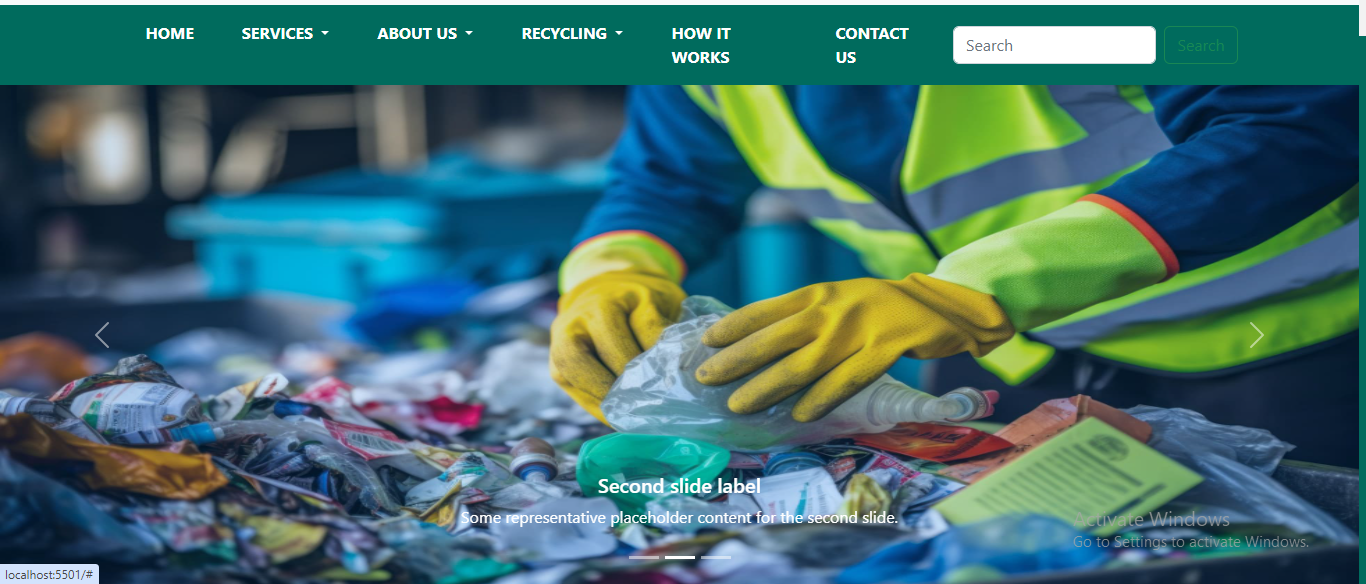 HOME SERVICES ABOUT US RECYCLING HOW IT WORKS CONTACT US Search Search
Second slide label
Some representative placeholder content for the second slide.
Activate Windows
Go to Settings to activate Windows.
localhost:5501/#